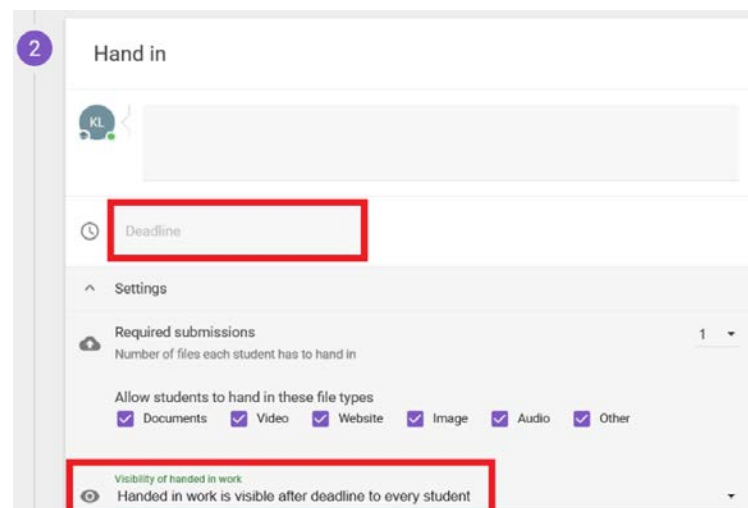 2
Hand in
KL
Deadline
Settings
Required submissions
1
Number of files each student has to hand in
Allow students to hand in these file types
Documents Video Website Image Audio Other
Visibility of handed in work
Handed in work is visible after deadline to every student